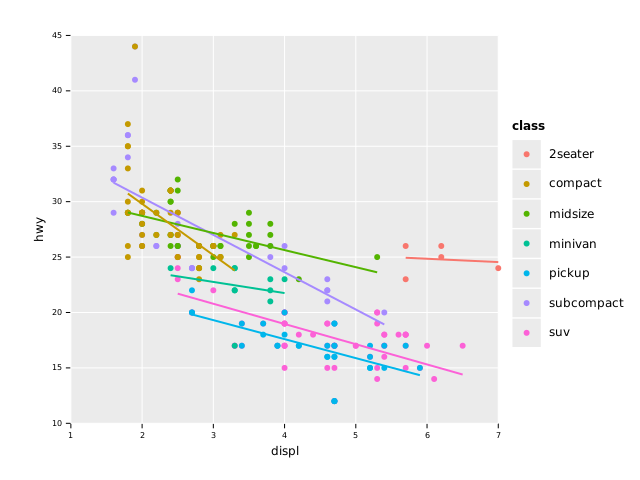 45
40
35
30
25
20
15
10
hwy
1 2 3 4 5 6 7
displ
class
2seater
compact
midsize
minivan
pickup
subcompact
suv